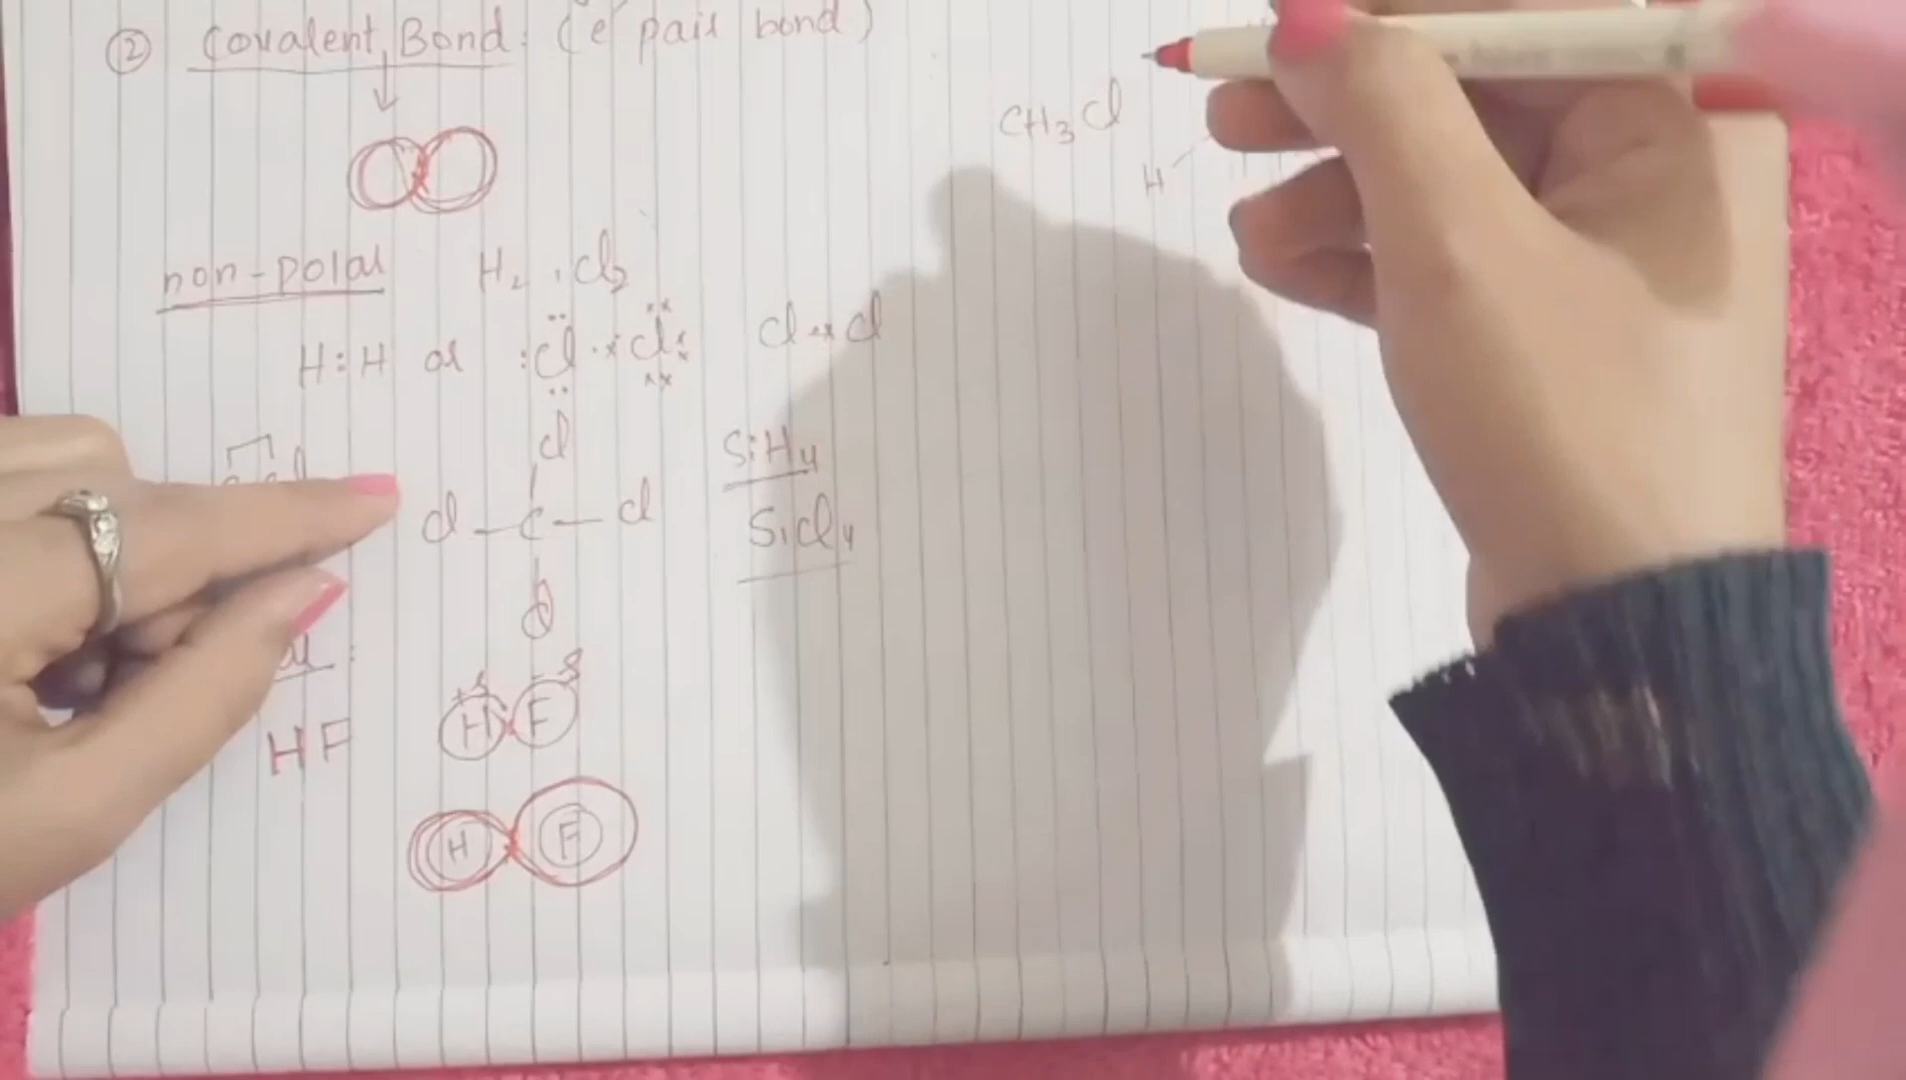 ② Covalent Bond: (e⁻ pair bond)
CH₃Cl
H
non-polar H₂, Cl₂
H:H or :Cl·×Cl Cl ×× Cl
Cl
Cl — C — Cl
Cl
SiH₄
SiCl₄
+δ -δ
HF H F
H F